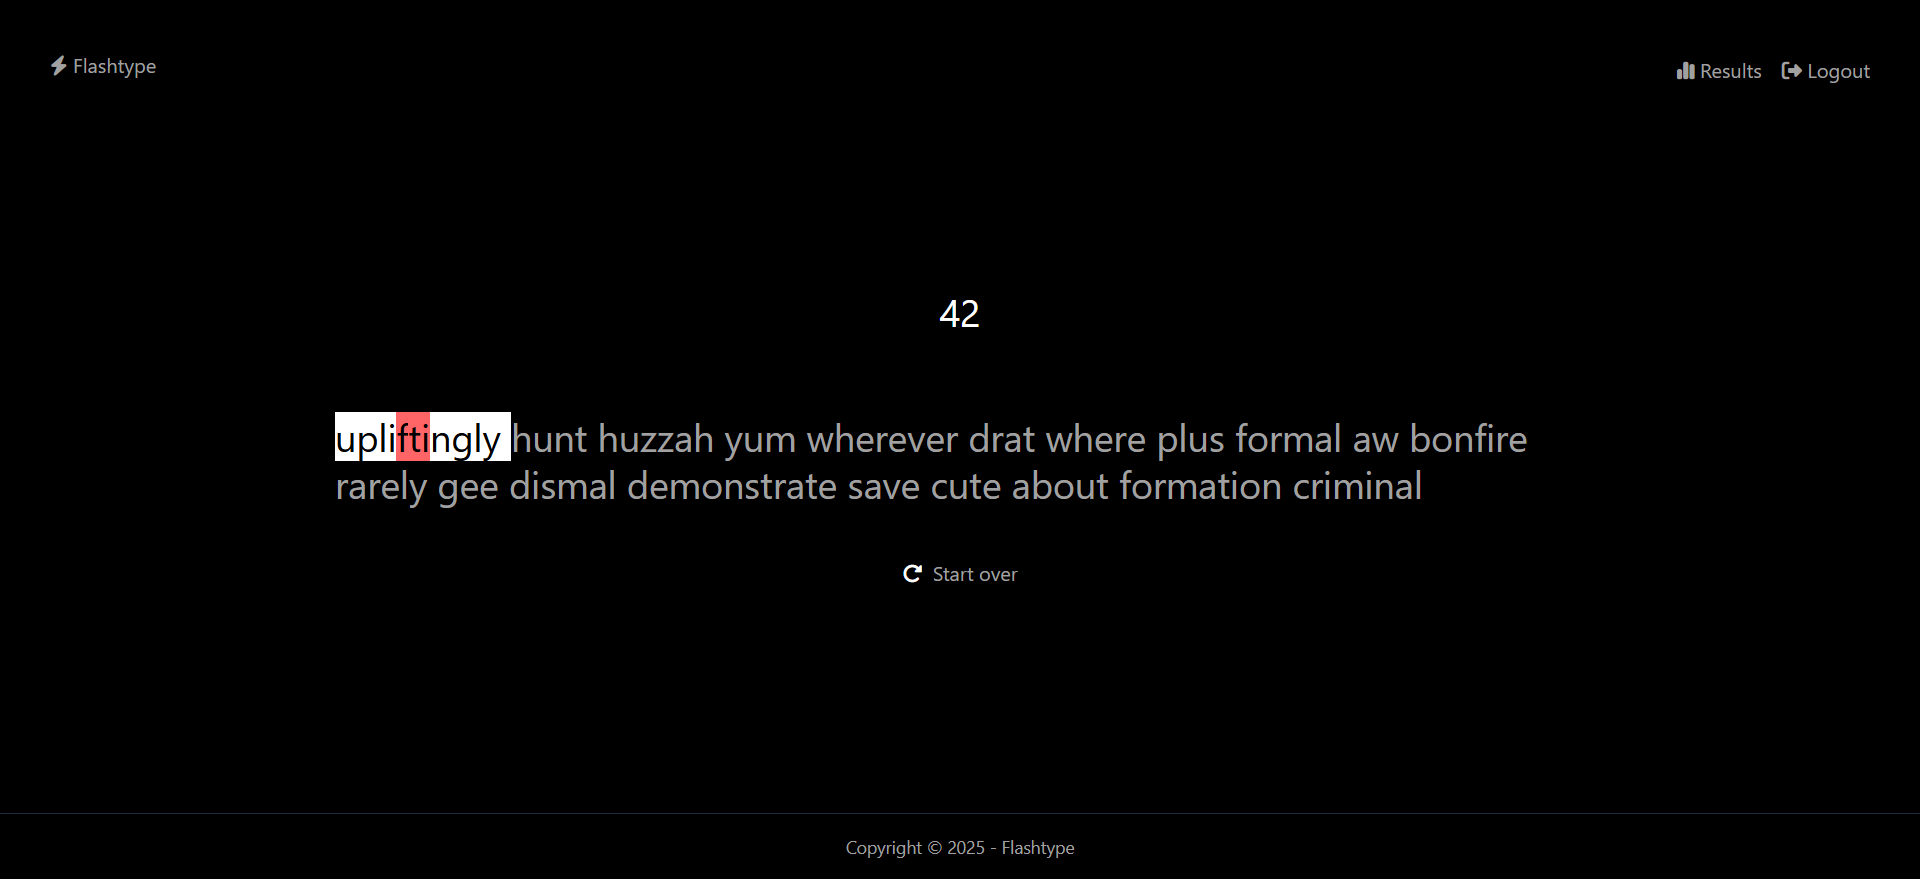 Flashtype
Results Logout
42
upliftingly hunt huzzah yum wherever drat where plus formal aw bonfire
rarely gee dismal demonstrate save cute about formation criminal
Start over
Copyright © 2025 - Flashtype